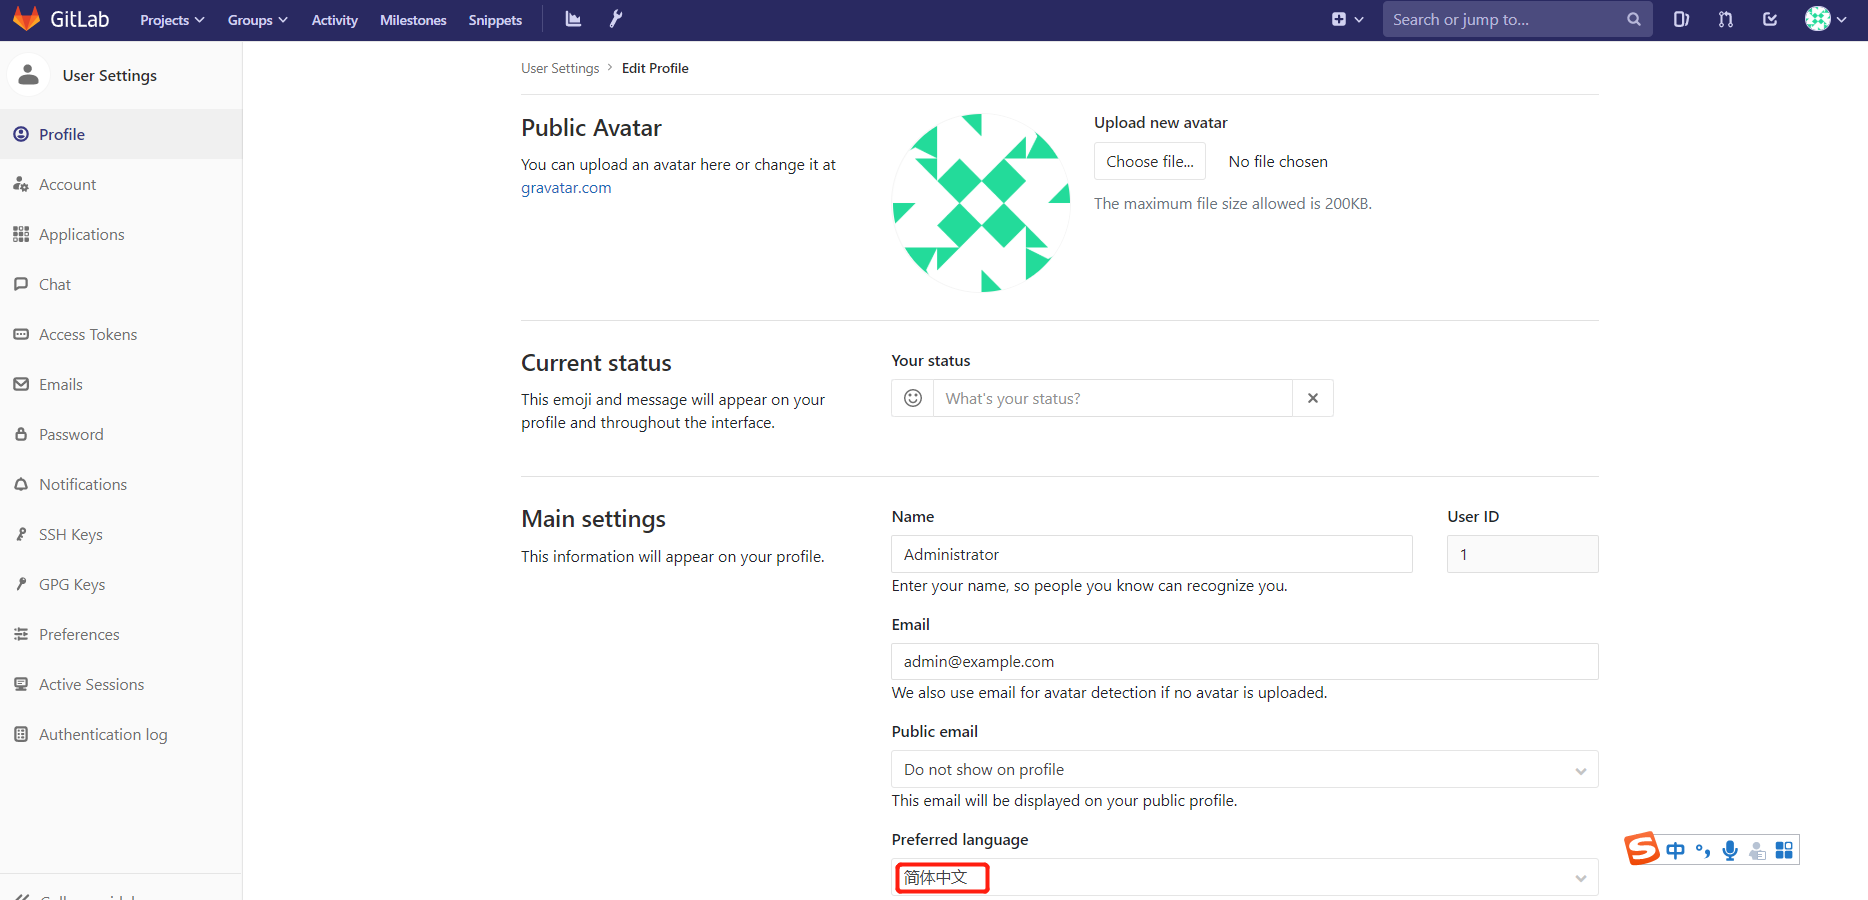 GitLab Projects Groups Activity Milestones Snippets Search or jump to...
User Settings
Profile
Account
Applications
Chat
Access Tokens
Emails
Password
Notifications
SSH Keys
GPG Keys
Preferences
Active Sessions
Authentication log
User Settings > Edit Profile
Public Avatar
You can upload an avatar here or change it at
gravatar.com
Upload new avatar
Choose file... No file chosen
The maximum file size allowed is 200KB.
Current status
This emoji and message will appear on your
profile and throughout the interface.
Your status
What's your status?
Main settings
This information will appear on your profile.
Name
Administrator
Enter your name, so people you know can recognize you.
User ID
1
Email
admin@example.com
We also use email for avatar detection if no avatar is uploaded.
Public email
Do not show on profile
This email will be displayed on your public profile.
Preferred language
简体中文
S 中